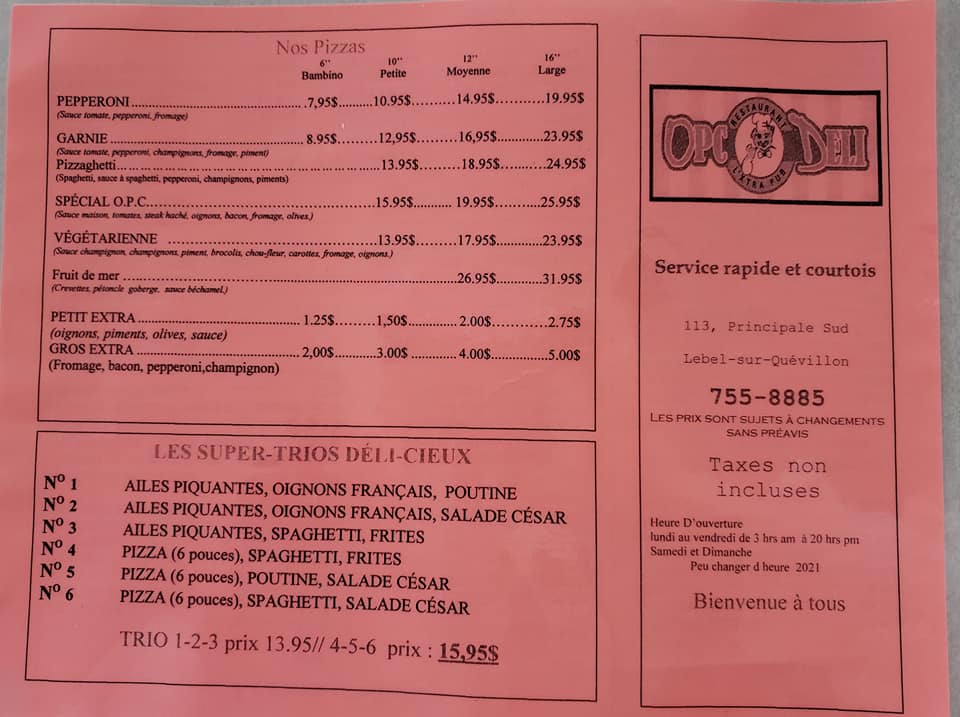 Nos Pizzas
6'' 10'' 12'' 16''
Bambino Petite Moyenne Large
PEPPERONI.......................7,95$.........10.95$..........14.95$...........19.95$
(Sauce tomate, pepperoni, fromage)
GARNIE.......................8.95$.........12,95$..........16,95$...........23.95$
(Sauce tomate, pepperoni, champignons, fromage, piment)
Pizzaghetti.......................13.95$..........18.95$...........24.95$
(Spaghetti, sauce à spaghetti, pepperoni, champignons, piments)
SPÉCIAL O.P.C.......................15.95$.......... 19.95$...........25.95$
(Sauce maison, tomates, steak haché, oignons, bacon, fromage, olives.)
VÉGÉTARIENNE .......................13.95$..........17.95$...........23.95$
(Sauce champignon, champignons, piment, brocolis, chou-fleur, carottes, fromage, oignons.)
Fruit de mer .......................26.95$...........31.95$
(Crevettes, pétoncle goberge, sauce béchamel.)
PETIT EXTRA.......................1.25$.........1,50$..........2.00$...........2.75$
(oignons, piments, olives, sauce)
GROS EXTRA.......................2,00$.........3.00$ ..........4.00$...........5.00$
(Fromage, bacon, pepperoni,champignon)
LES SUPER-TRIOS DÉLI-CIEUX
Nº 1 AILES PIQUANTES, OIGNONS FRANÇAIS, POUTINE
Nº 2 AILES PIQUANTES, OIGNONS FRANÇAIS, SALADE CÉSAR
Nº 3 AILES PIQUANTES, SPAGHETTI, FRITES
Nº 4 PIZZA (6 pouces), SPAGHETTI, FRITES
Nº 5 PIZZA (6 pouces), POUTINE, SALADE CÉSAR
Nº 6 PIZZA (6 pouces), SPAGHETTI, SALADE CÉSAR
TRIO 1-2-3 prix 13.95// 4-5-6 prix : 15,95$
RESTAURANT
OPC DELI
L'XTRA PUR
Service rapide et courtois
113, Principale Sud
Lebel-sur-Quévillon
755-8885
LES PRIX SONT SUJETS À CHANGEMENTS
SANS PRÉAVIS
Taxes non
incluses
Heure D'ouverture
lundi au vendredi de 3 hrs am à 20 hrs pm
Samedi et Dimanche
Peu changer d heure 2021
Bienvenue à tous